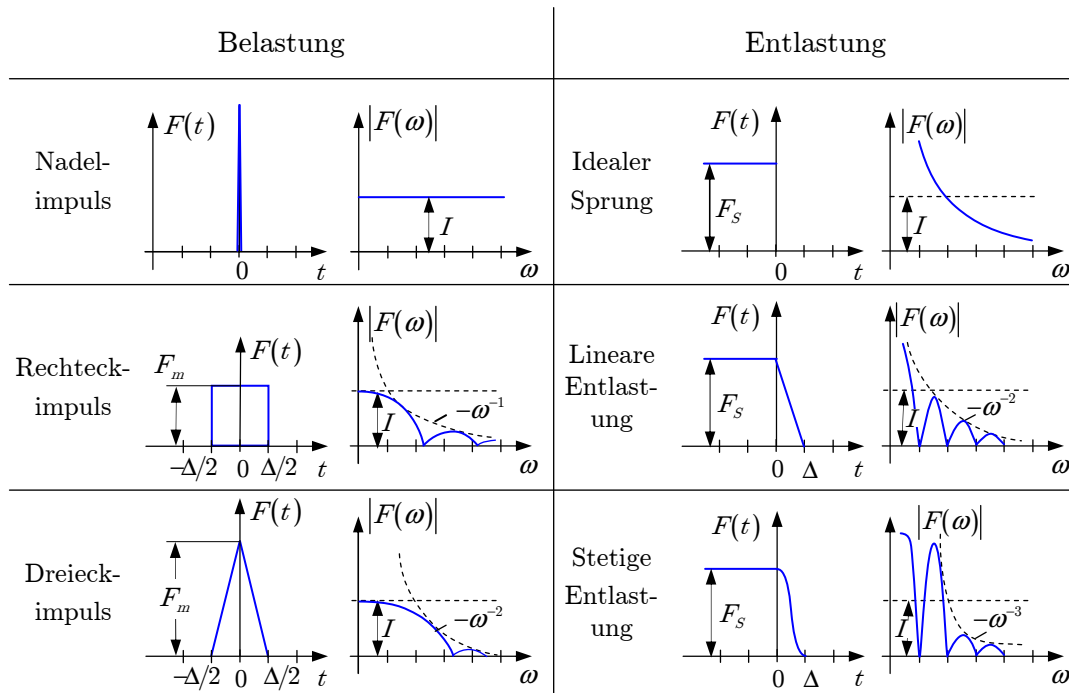 Belastung
Entlastung
Nadel-
impuls
F(t)
0
t
|F(ω)|
I
ω
Idealer
Sprung
F(t)
F_S
0
t
|F(ω)|
I
ω
Rechteck-
impuls
F_m
F(t)
−Δ/2
0
Δ/2
t
|F(ω)|
−ω⁻¹
I
ω
Lineare
Entlast-
ung
F(t)
F_S
0
Δ
t
|F(ω)|
−ω⁻²
I
ω
Dreieck-
impuls
F_m
F(t)
−Δ/2
0
Δ/2
t
|F(ω)|
−ω⁻²
I
ω
Stetige
Entlast-
ung
F(t)
F_S
0
Δ
t
|F(ω)|
−ω⁻³
I
ω